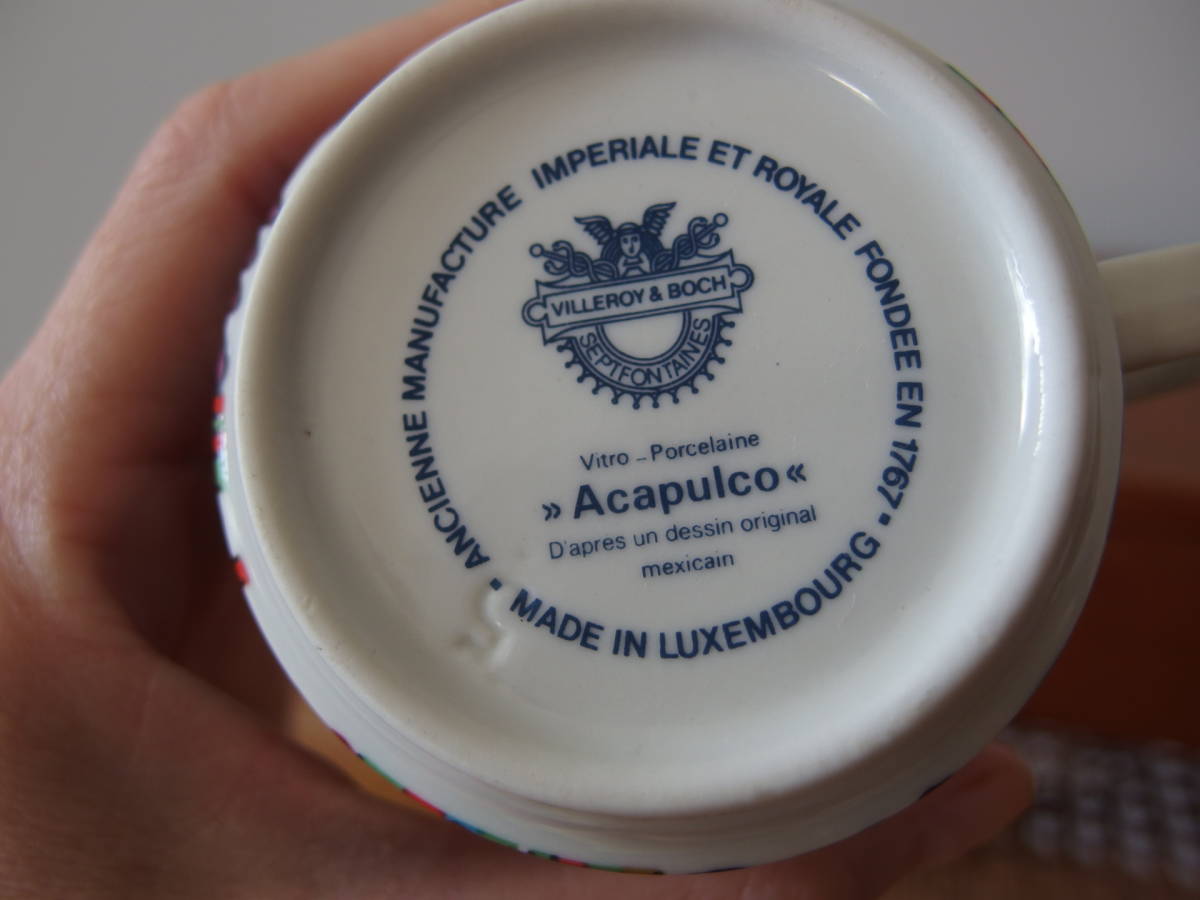 ANCIENNE MANUFACTURE IMPERIALE ET ROYALE FONDEE EN 1767 ▪
VILLEROY & BOCH
SEPTFONTAINES
Vitro - Porcelaine
» Acapulco «
D'apres un dessin original
mexicain
▪ MADE IN LUXEMBOURG